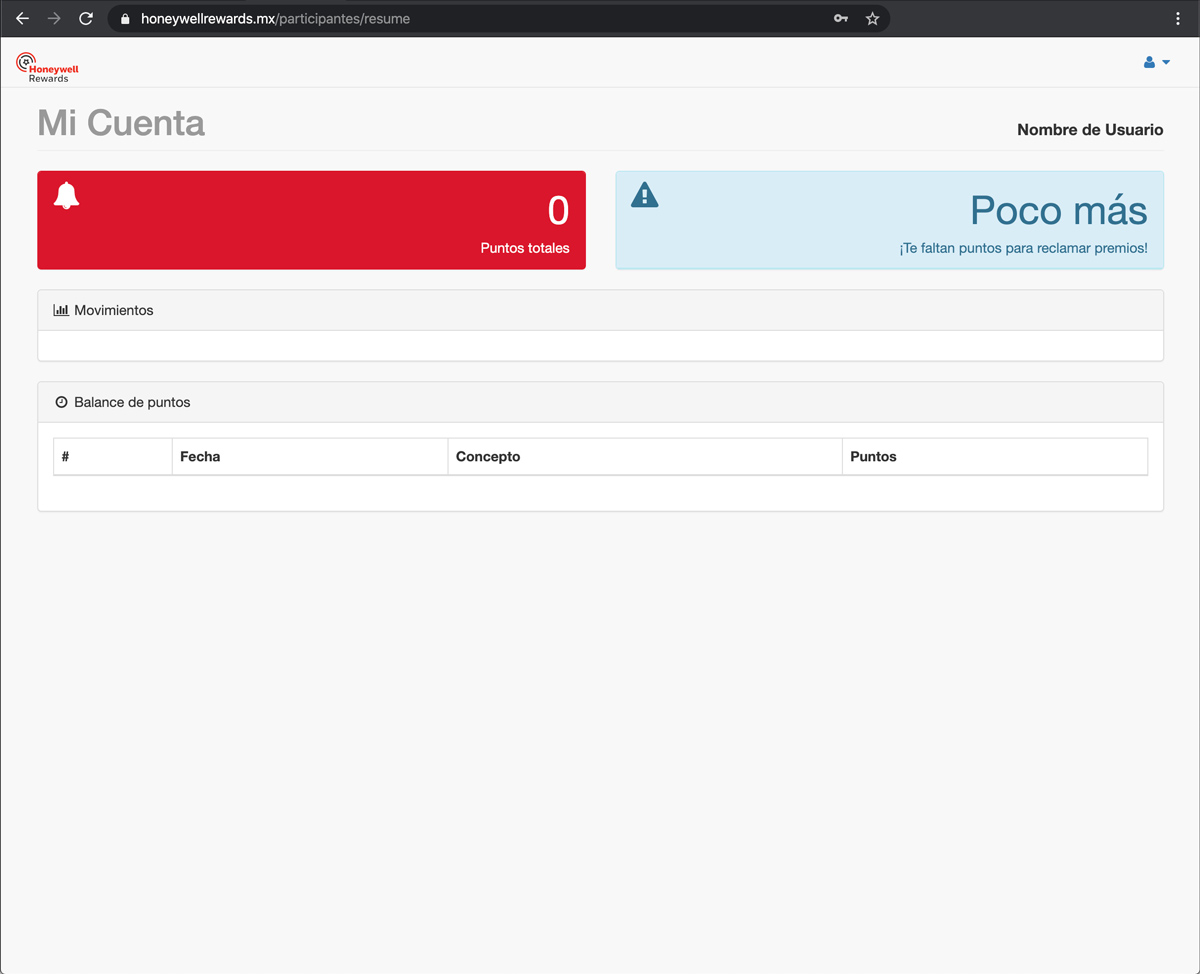 honeywellrewards.mx/participantes/resume
Honeywell
Rewards
Mi Cuenta
Nombre de Usuario
0
Puntos totales
Poco más
¡Te faltan puntos para reclamar premios!
Movimientos
Balance de puntos
# Fecha Concepto Puntos